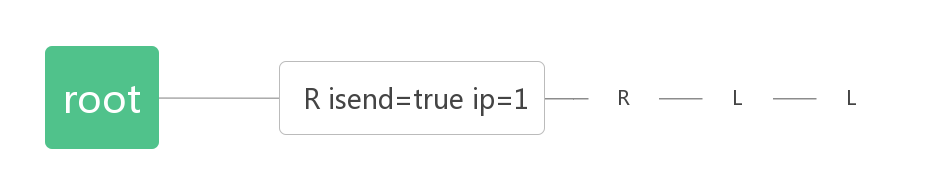 root R isend=true ip=1 R L L